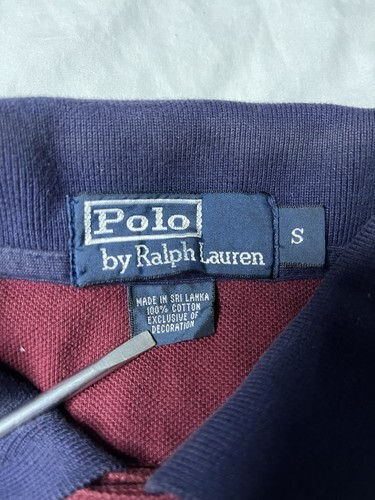 Polo
by Ralph Lauren
S
MADE IN SRI LANKA
100% COTTON
EXCLUSIVE OF
DECORATION